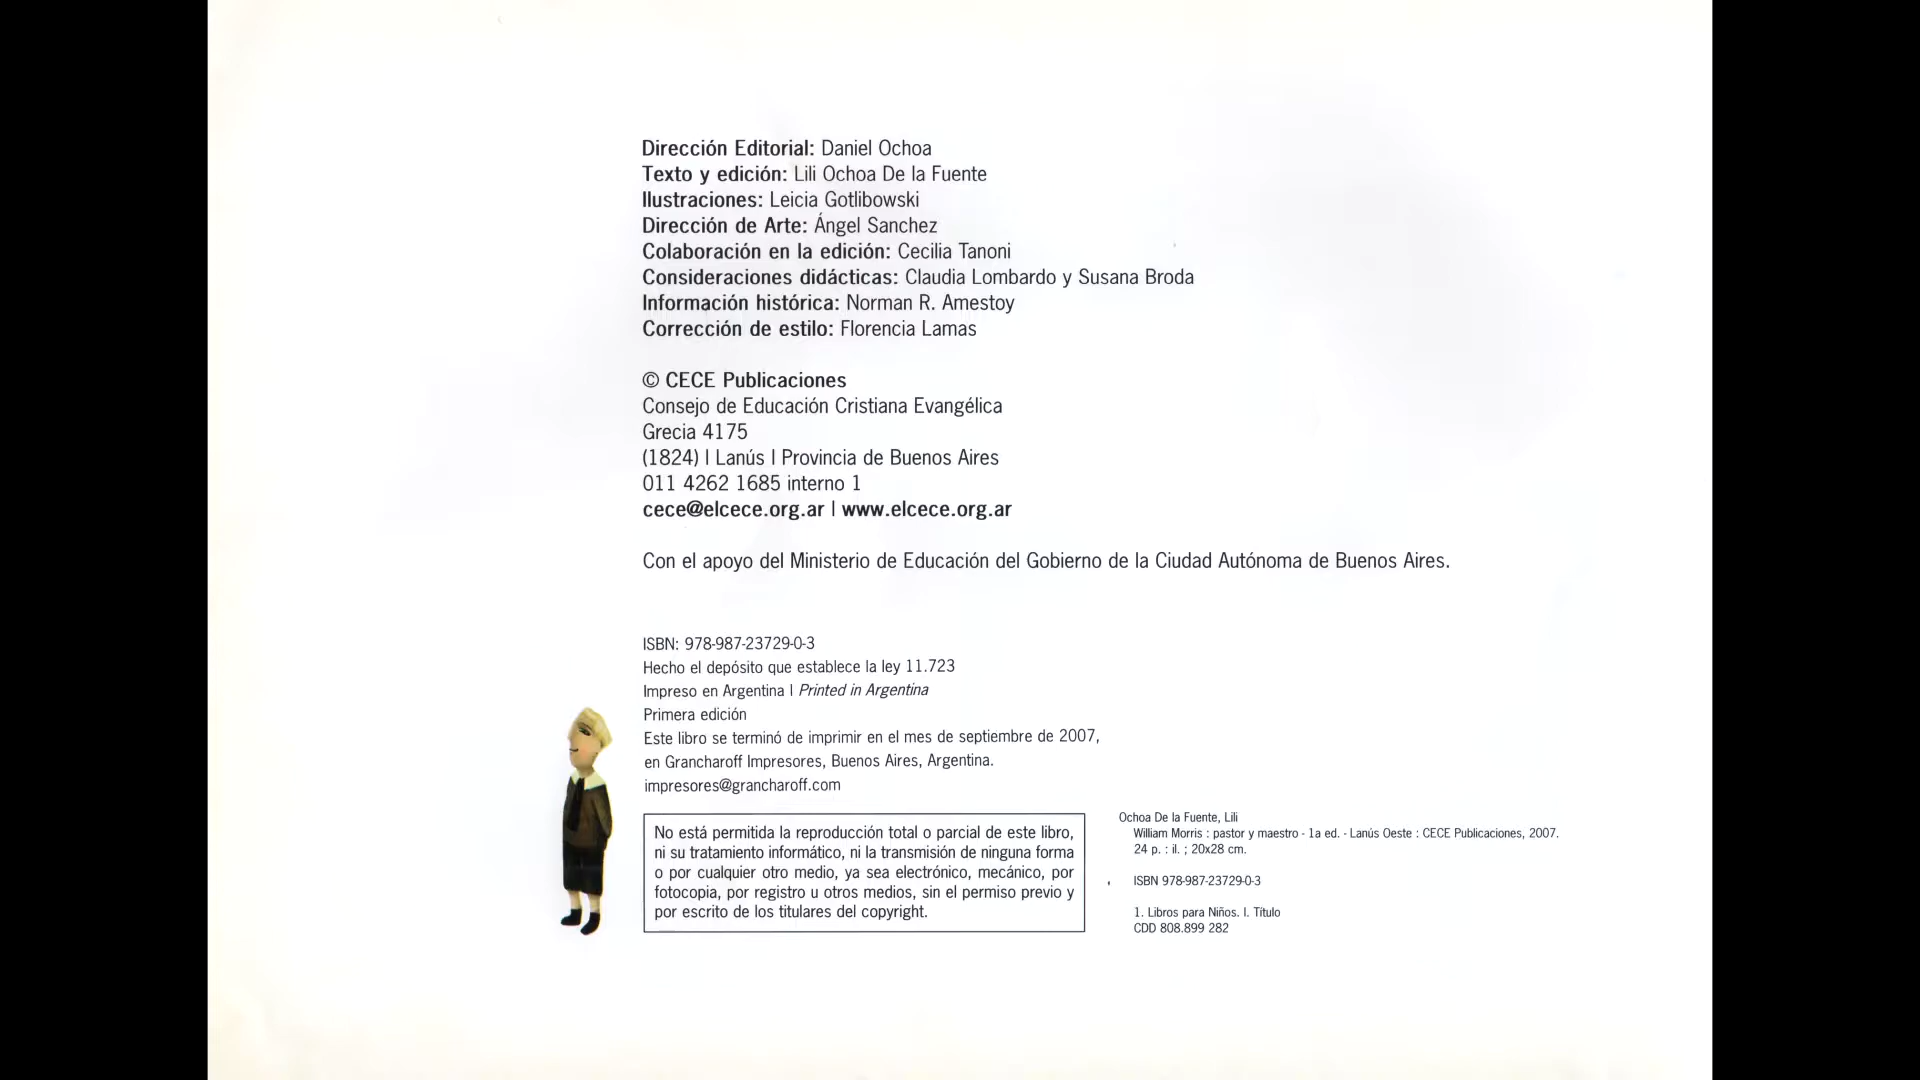 Dirección Editorial: Daniel Ochoa
Texto y edición: Lili Ochoa De la Fuente
Ilustraciones: Leicia Gotlibowski
Dirección de Arte: Ángel Sanchez
Colaboración en la edición: Cecilia Tanoni
Consideraciones didácticas: Claudia Lombardo y Susana Broda
Información histórica: Norman R. Amestoy
Corrección de estilo: Florencia Lamas
© CECE Publicaciones
Consejo de Educación Cristiana Evangélica
Grecia 4175
(1824) | Lanús | Provincia de Buenos Aires
011 4262 1685 interno 1
cece@elcece.org.ar | www.elcece.org.ar
Con el apoyo del Ministerio de Educación del Gobierno de la Ciudad Autónoma de Buenos Aires.
ISBN: 978-987-23729-0-3
Hecho el depósito que establece la ley 11.723
Impreso en Argentina | Printed in Argentina
Primera edición
Este libro se terminó de imprimir en el mes de septiembre de 2007,
en Grancharoff Impresores, Buenos Aires, Argentina.
impresores@grancharoff.com
No está permitida la reproducción total o parcial de este libro,
ni su tratamiento informático, ni la transmisión de ninguna forma
o por cualquier otro medio, ya sea electrónico, mecánico, por
fotocopia, por registro u otros medios, sin el permiso previo y
por escrito de los titulares del copyright.
Ochoa De la Fuente, Lili
William Morris : pastor y maestro - 1a ed. - Lanús Oeste : CECE Publicaciones, 2007.
24 p. : il. ; 20x28 cm.
ISBN 978-987-23729-0-3
1. Libros para Niños. I. Título
CDD 808.899 282